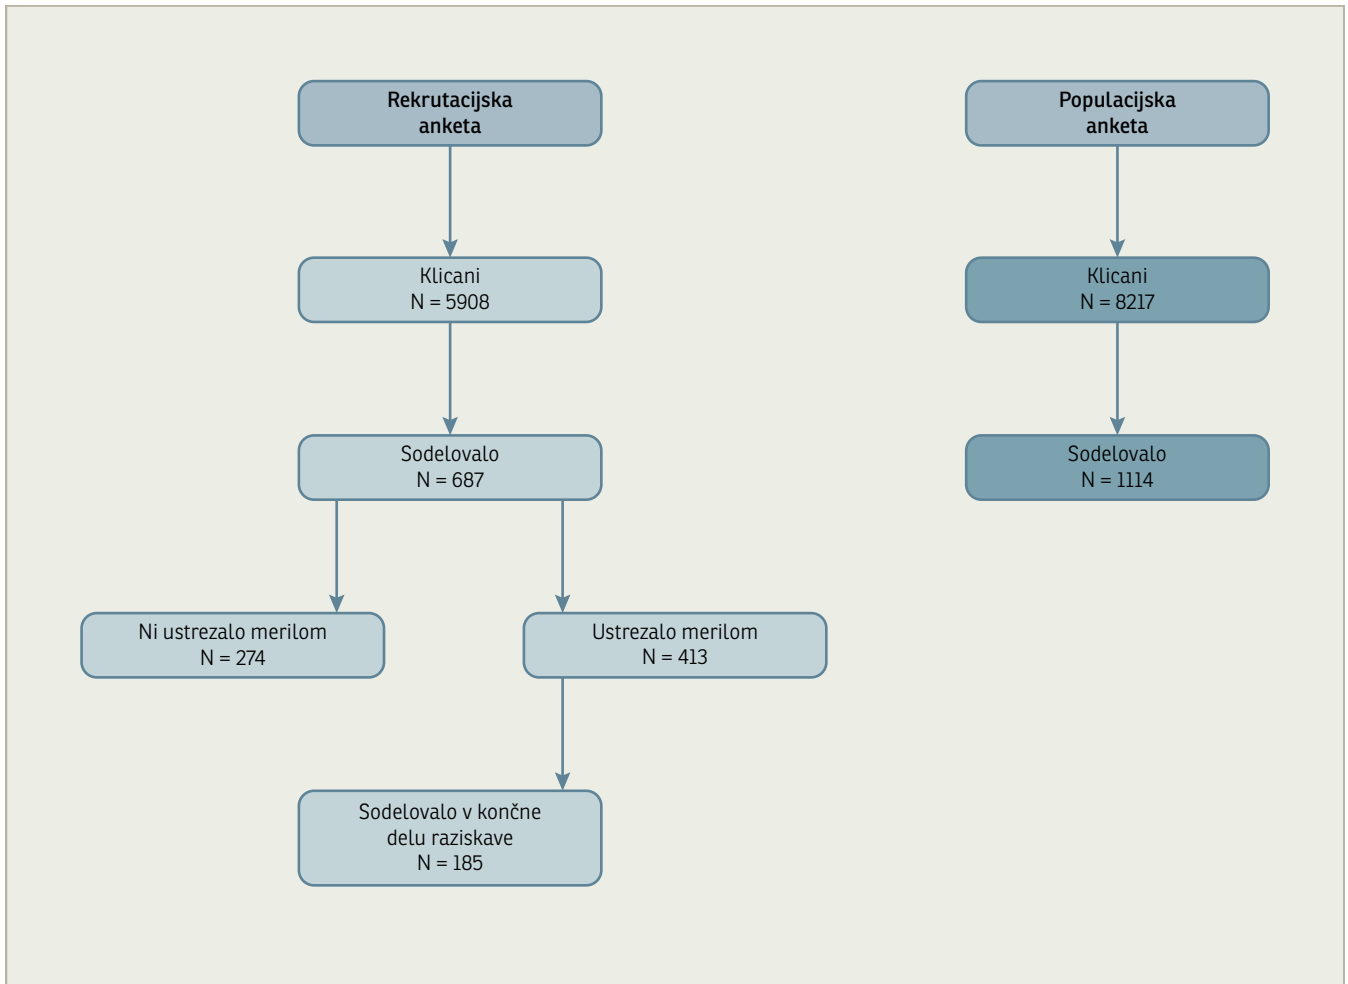 Rekrutacijska
anketa
Klicani
N = 5908
Sodelovalo
N = 687
Ni ustrezalo merilom
N = 274
Ustrezalo merilom
N = 413
Sodelovalo v končne
delu raziskave
N = 185
Populacijska
anketa
Klicani
N = 8217
Sodelovalo
N = 1114